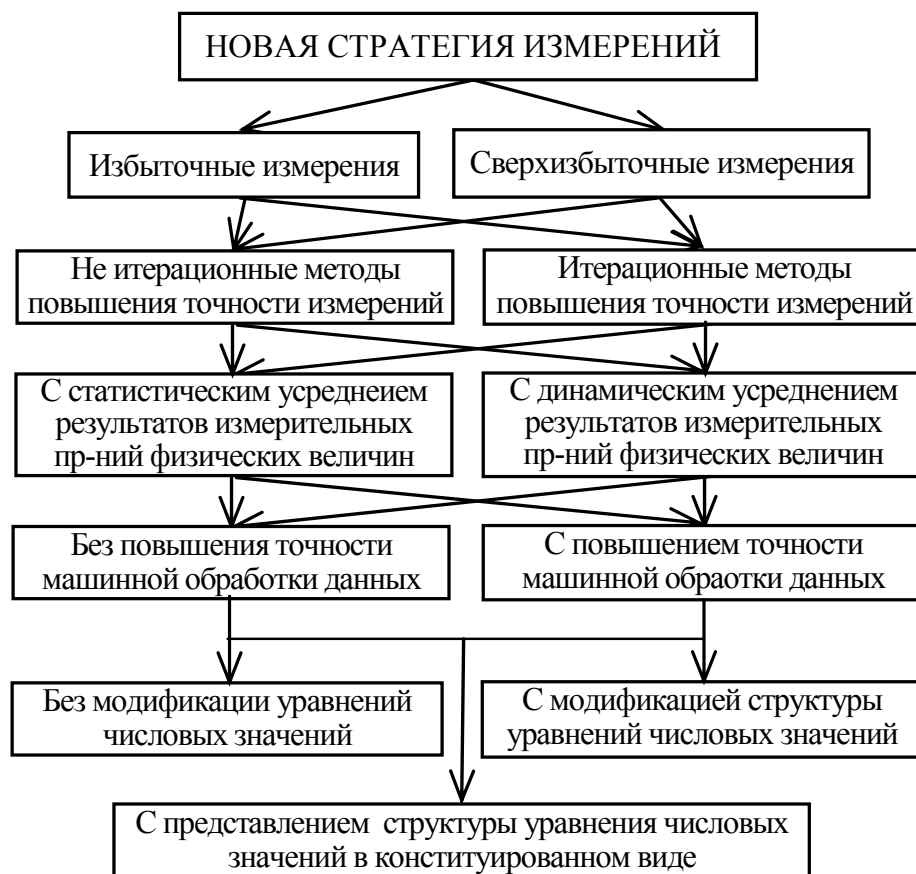 НОВАЯ СТРАТЕГИЯ ИЗМЕРЕНИЙ
Избыточные измерения
Сверхизбыточные измерения
Не итерационные методы
повышения точности измерений
Итерационные методы
повышения точности измерений
С статистическим усреднеием
результатов измерительных
пр-ний физических величин
С динамическим усреднением
результатов измерительных
пр-ний физических величин
Без повышения точности
машинной обработки данных
С повышением точности
машинной обраотки данных
Без модификации уравнений
числовых значений
С модификацией структуры
уравнений числовых значений
С представлением структуры уравнения числовых
значений в конституированном виде